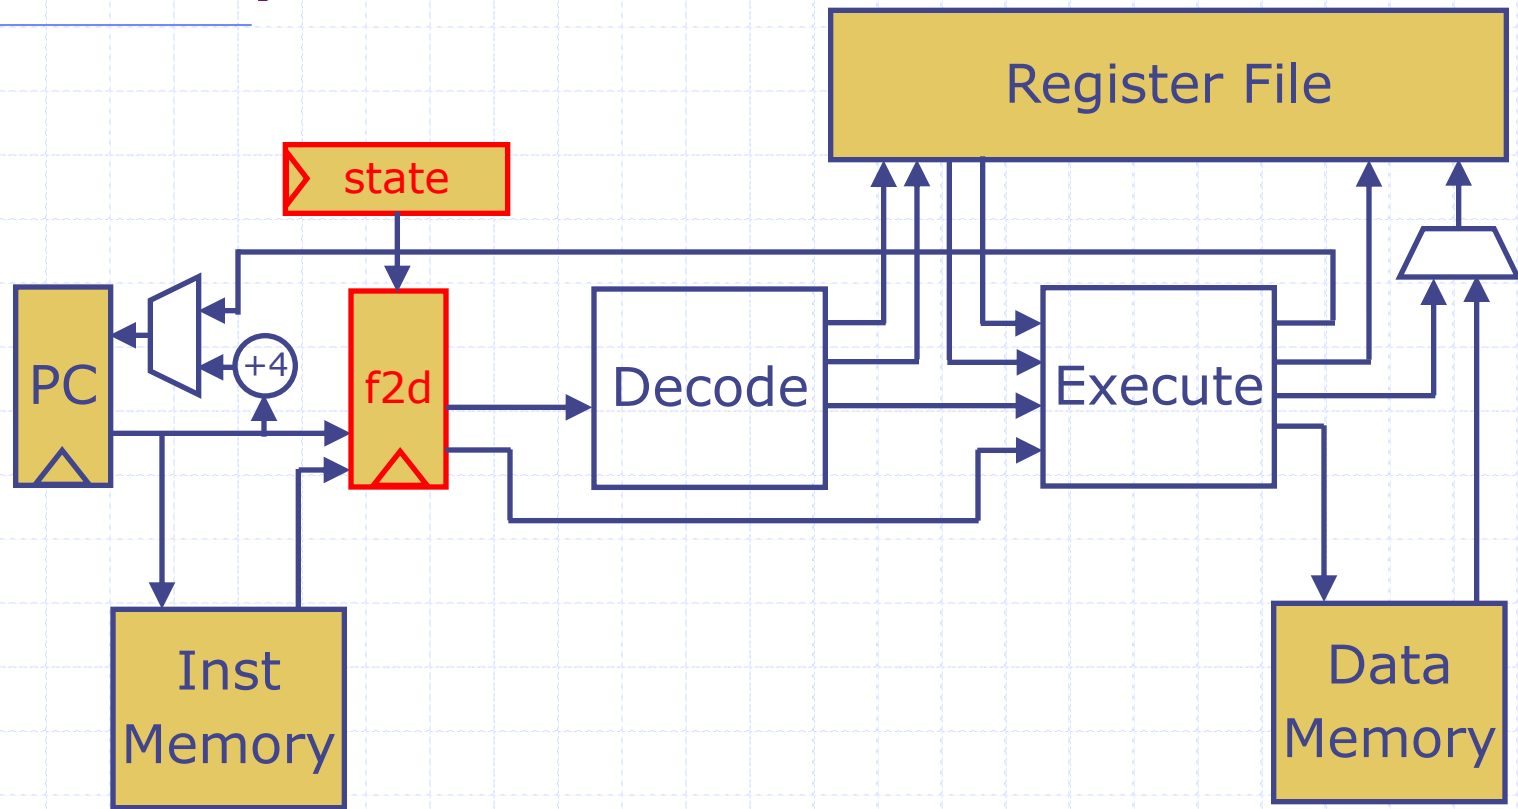 Register File
state
PC
+4
f2d
Decode
Execute
Inst
Memory
Data
Memory